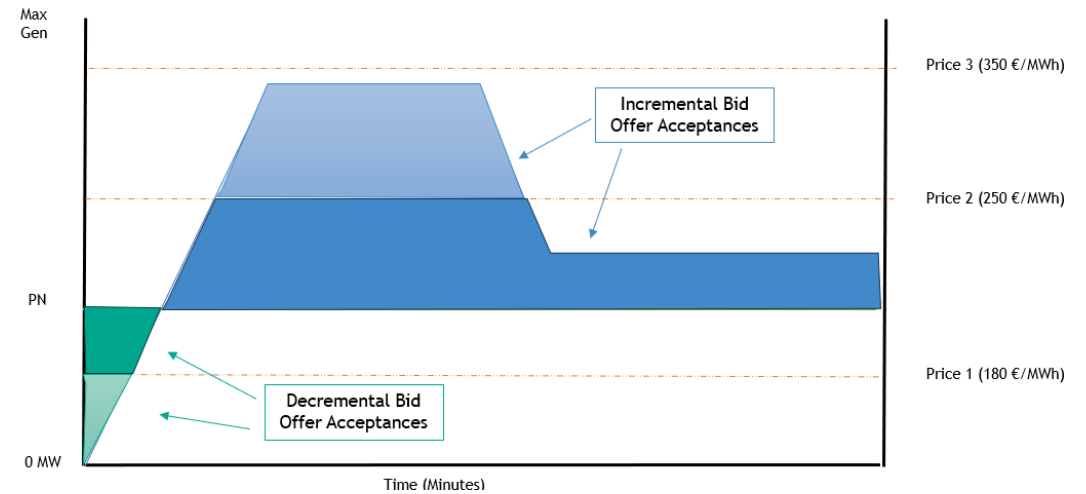 Max
Gen
Price 3 (350 €/MWh)
Incremental Bid
Offer Acceptances
Price 2 (250 €/MWh)
PN
Price 1 (180 €/MWh)
Decremental Bid
Offer Acceptances
0 MW
Time (Minutes)